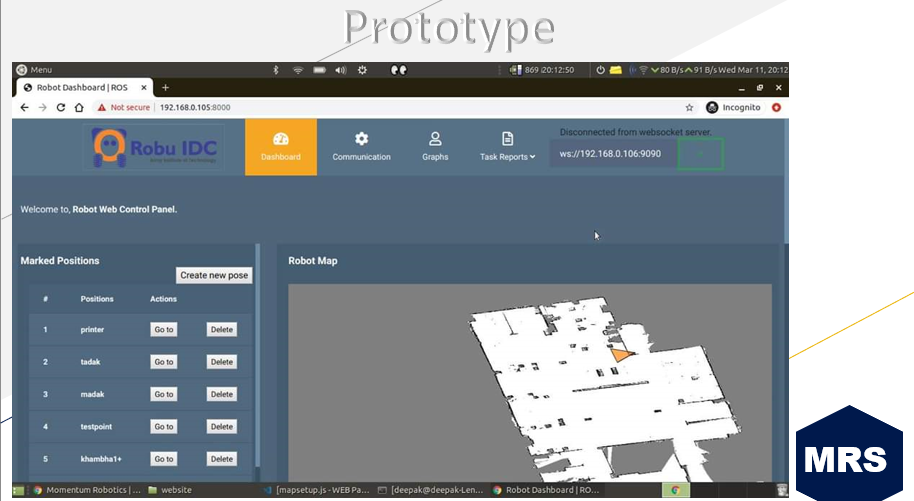 Prototype
Menu
869 i20:12:50
80 B/s 91 B/s Wed Mar 11, 20:12
Robot Dashboard | ROS
Not secure | 192.168.0.105:8000
Incognito
Robu IDC
Dashboard
Communication
Graphs
Task Reports
Disconnected from websocket server.
ws://192.168.0.106:9090
Welcome to, Robot Web Control Panel.
Marked Positions
Create new pose
Robot Map
# Positions Actions
1 printer Go to Delete
2 tadak Go to Delete
3 madak Go to Delete
4 testpoint Go to Delete
5 khambha1+ Go to Delete
MRS
Momentum Robotics | ...
website
[mapsetup.js - WEB Pa...
[deepak@deepak-Len...
Robot Dashboard | RO...